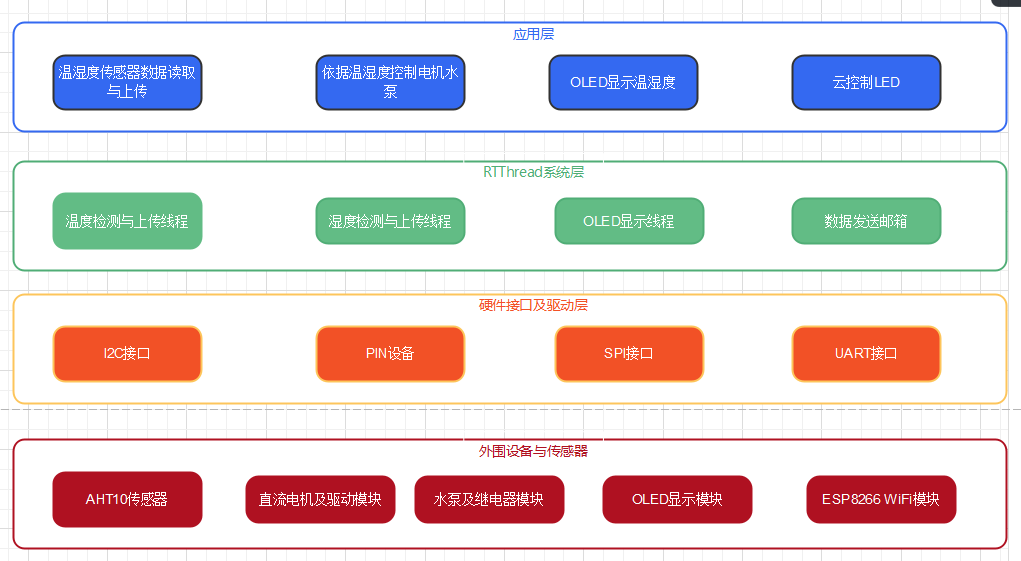 应用层
温湿度传感器数据读取
与上传
依据温湿度控制电机水
泵
OLED显示温湿度
云控制LED
RTThread系统层
温度检测与上传线程
湿度检测与上传线程
OLED显示线程
数据发送邮箱
硬件接口及驱动层
I2C接口
PIN设备
SPI接口
UART接口
外围设备与传感器
AHT10传感器
直流电机及驱动模块
水泵及继电器模块
OLED显示模块
ESP8266 WiFi模块